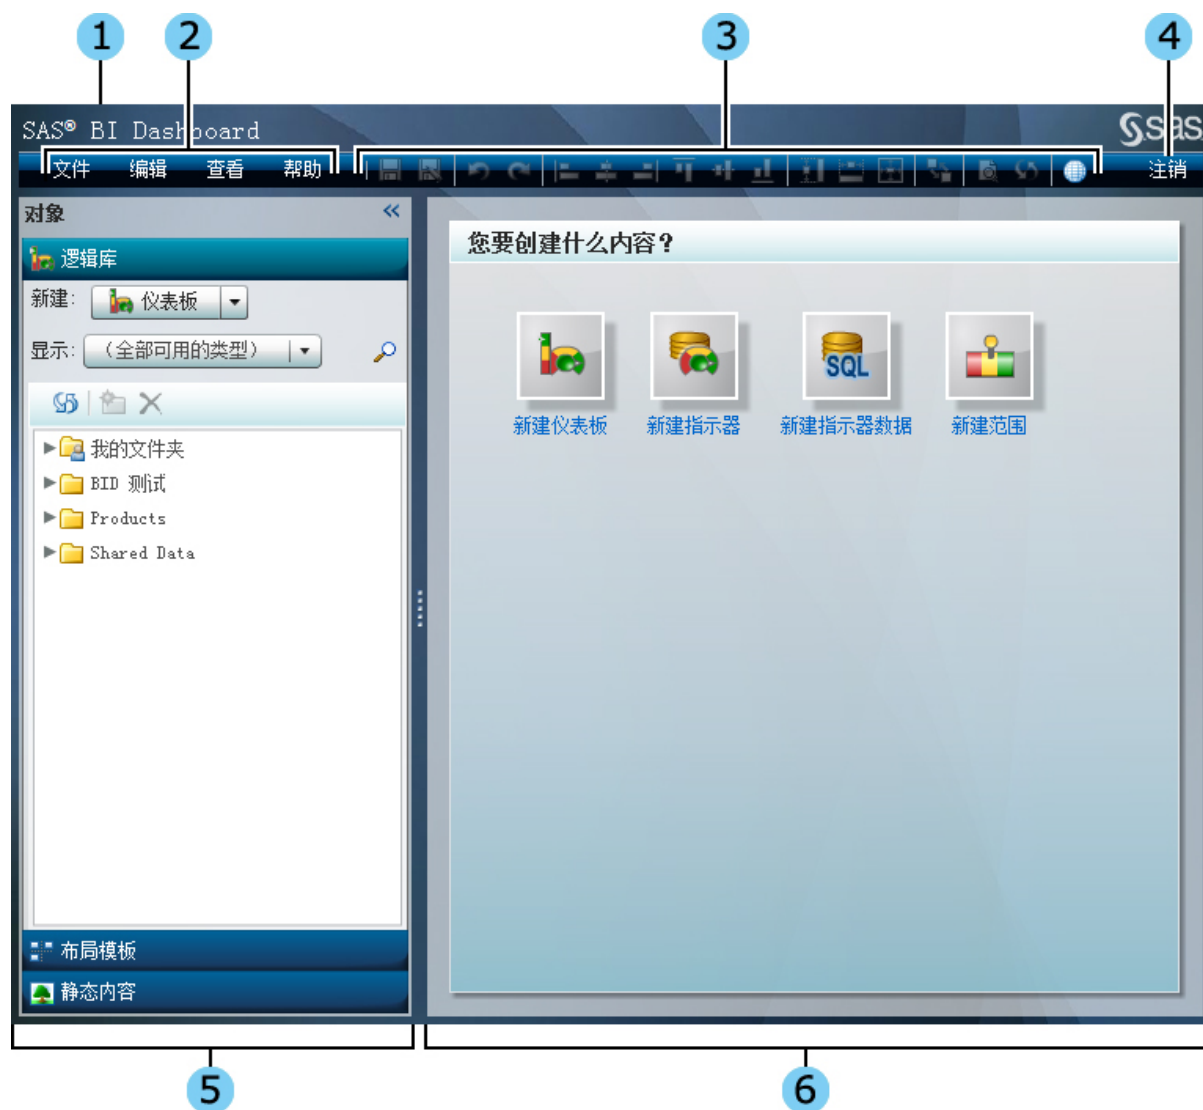 1 2 3 4
SAS® BI Dashboard
sas
文件 编辑 查看 帮助 注销
对象
逻辑库
新建: 仪表板
显示: （全部可用的类型）
我的文件夹
BID 测试
Products
Shared Data
布局模板
静态内容
您要创建什么内容？
SQL
新建仪表板 新建指示器 新建指示器数据 新建范围
5 6